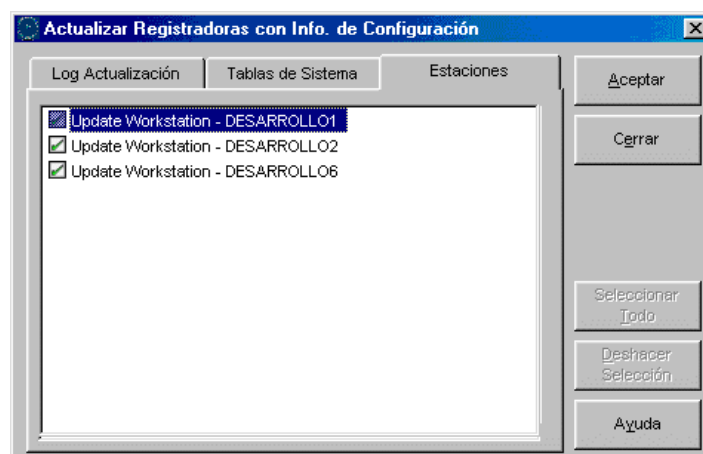 Actualizar Registradoras con Info. de Configuración
Log Actualización
Tablas de Sistema
Estaciones
Update Workstation - DESARROLLO1
Update Workstation - DESARROLLO2
Update Workstation - DESARROLLO6
Aceptar
Cerrar
Seleccionar
Todo
Deshacer
Selección
Ayuda